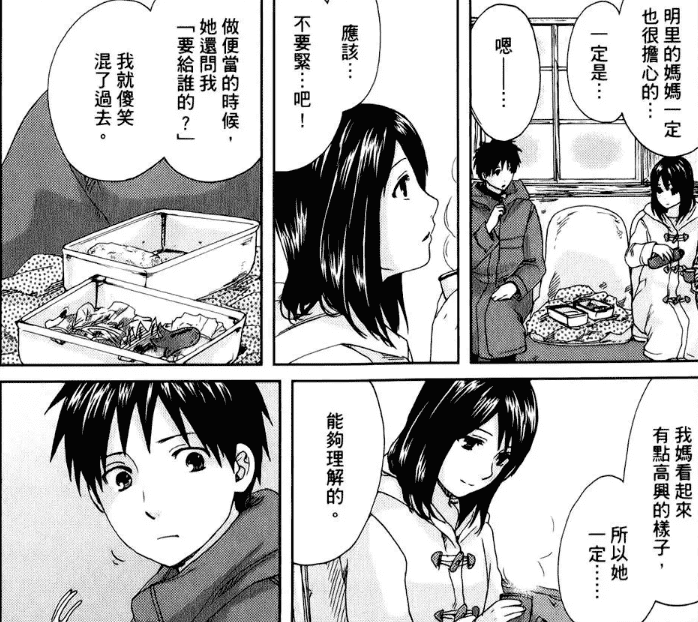 明里的媽媽一定
也很擔心的…
一定是…
嗯——…
應該…
不要緊…吧！
做便當的時候，
她還問我
「要給誰的？」
我就傻笑
混了過去。
我媽看起來
有點高興的樣子，
所以她
一定……
能夠理解的。